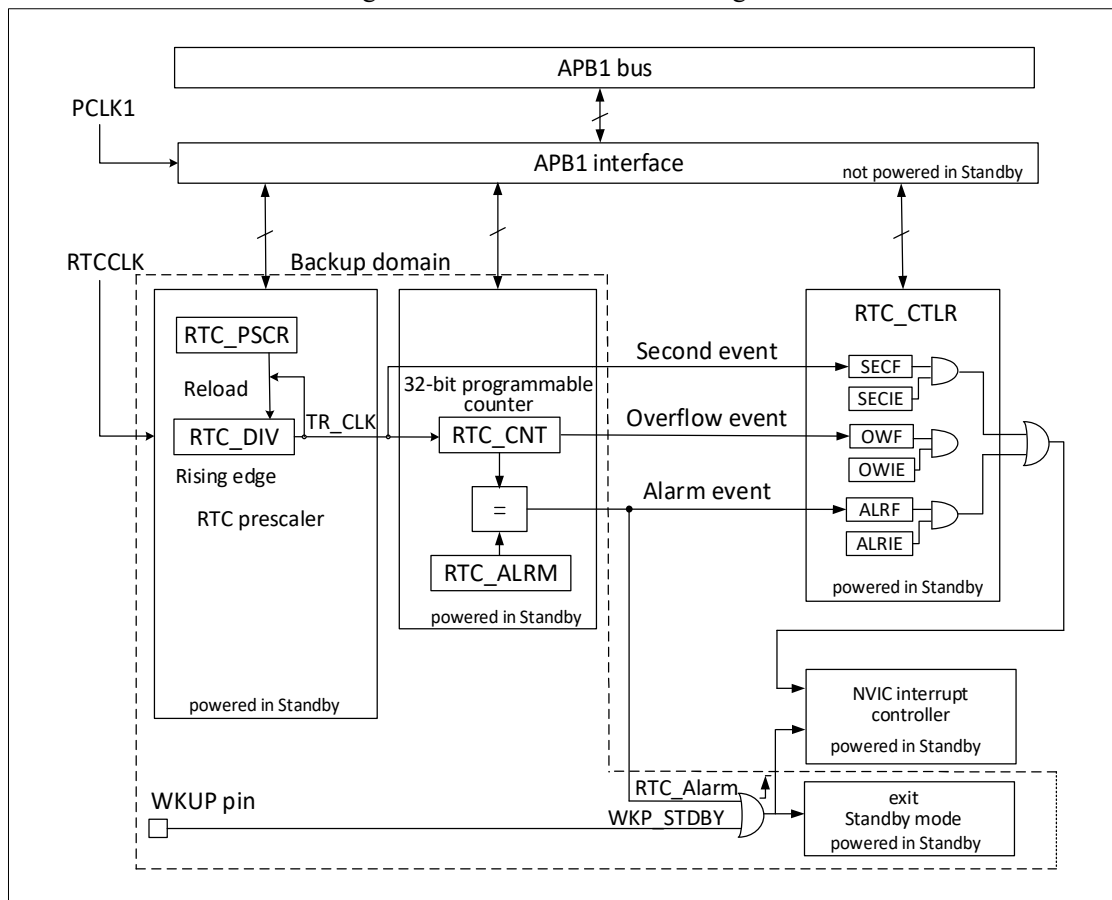 APB1 bus
PCLK1
APB1 interface
not powered in Standby
RTCCLK
Backup domain
RTC_PSCR
Reload
RTC_DIV
TR_CLK
Rising edge
RTC prescaler
powered in Standby
32-bit programmable
counter
RTC_CNT
=
RTC_ALRM
powered in Standby
Second event
Overflow event
Alarm event
RTC_CTLR
SECF
SECIE
OWF
OWIE
ALRF
ALRIE
powered in Standby
NVIC interrupt
controller
powered in Standby
RTC_Alarm
WKUP pin
WKP_STDBY
exit
Standby mode
powered in Standby